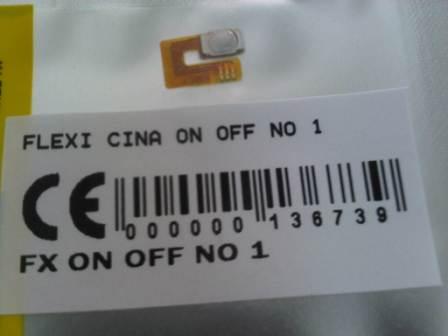 FLEXI CINA ON OFF NO 1
CE
000000 136739
FX ON OFF NO 1